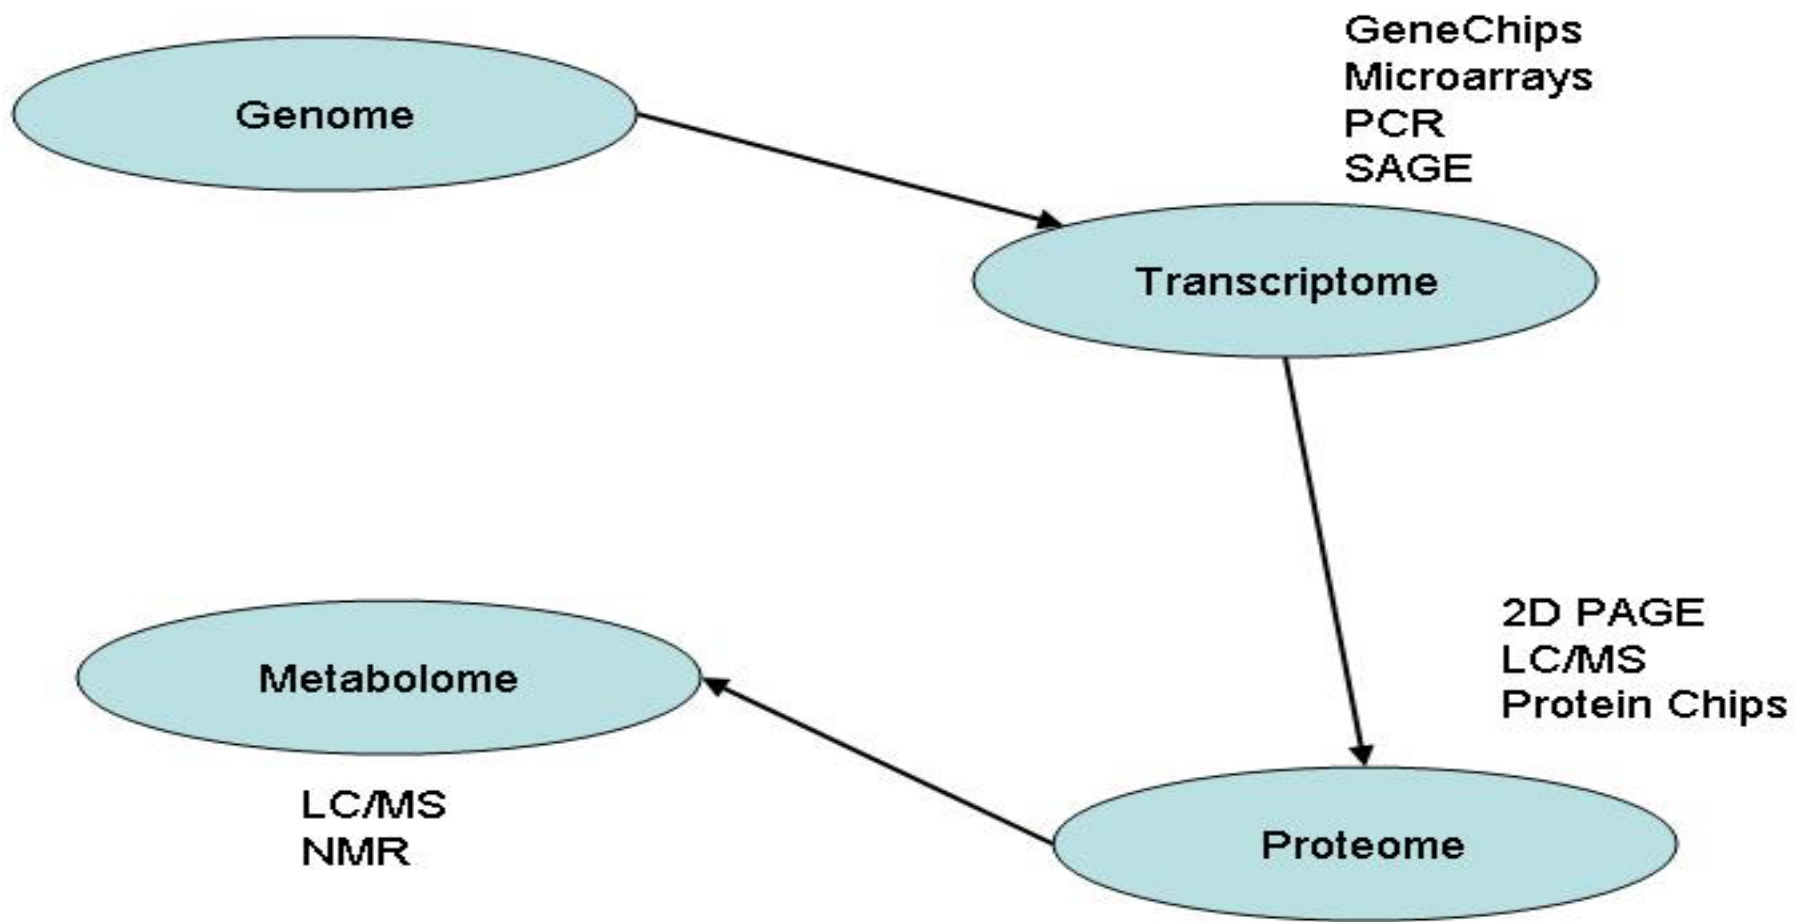 GeneChips
Microarrays
PCR
SAGE
Genome
Transcriptome
2D PAGE
LC/MS
Protein Chips
Metabolome
LC/MS
NMR
Proteome